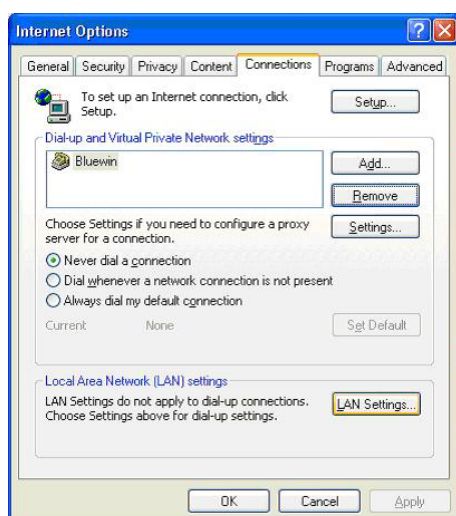 Internet Options
General Security Privacy Content Connections Programs Advanced
To set up an Internet connection, click
Setup.
Setup...
Dial-up and Virtual Private Network settings
Bluewin
Add...
Remove
Choose Settings if you need to configure a proxy
server for a connection.
Settings...
Never dial a connection
Dial whenever a network connection is not present
Always dial my default connection
Current None
Set Default
Local Area Network (LAN) settings
LAN Settings do not apply to dial-up connections.
Choose Settings above for dial-up settings.
LAN Settings...
OK Cancel Apply